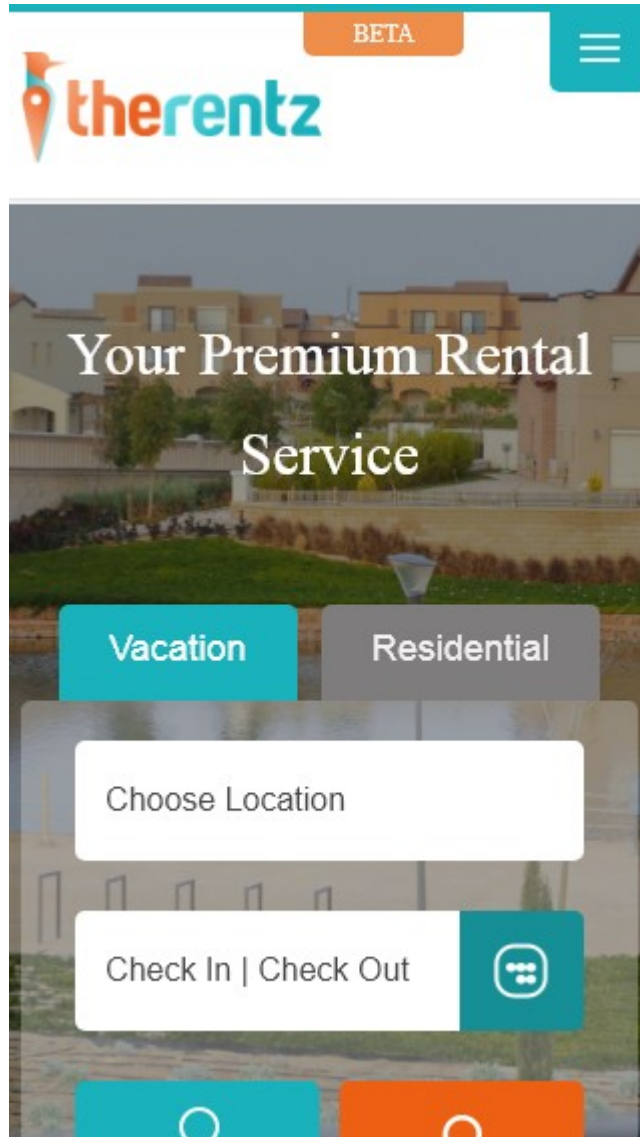 BETA
therentz
Your Premium Rental
Service
Vacation
Residential
Choose Location
Check In | Check Out